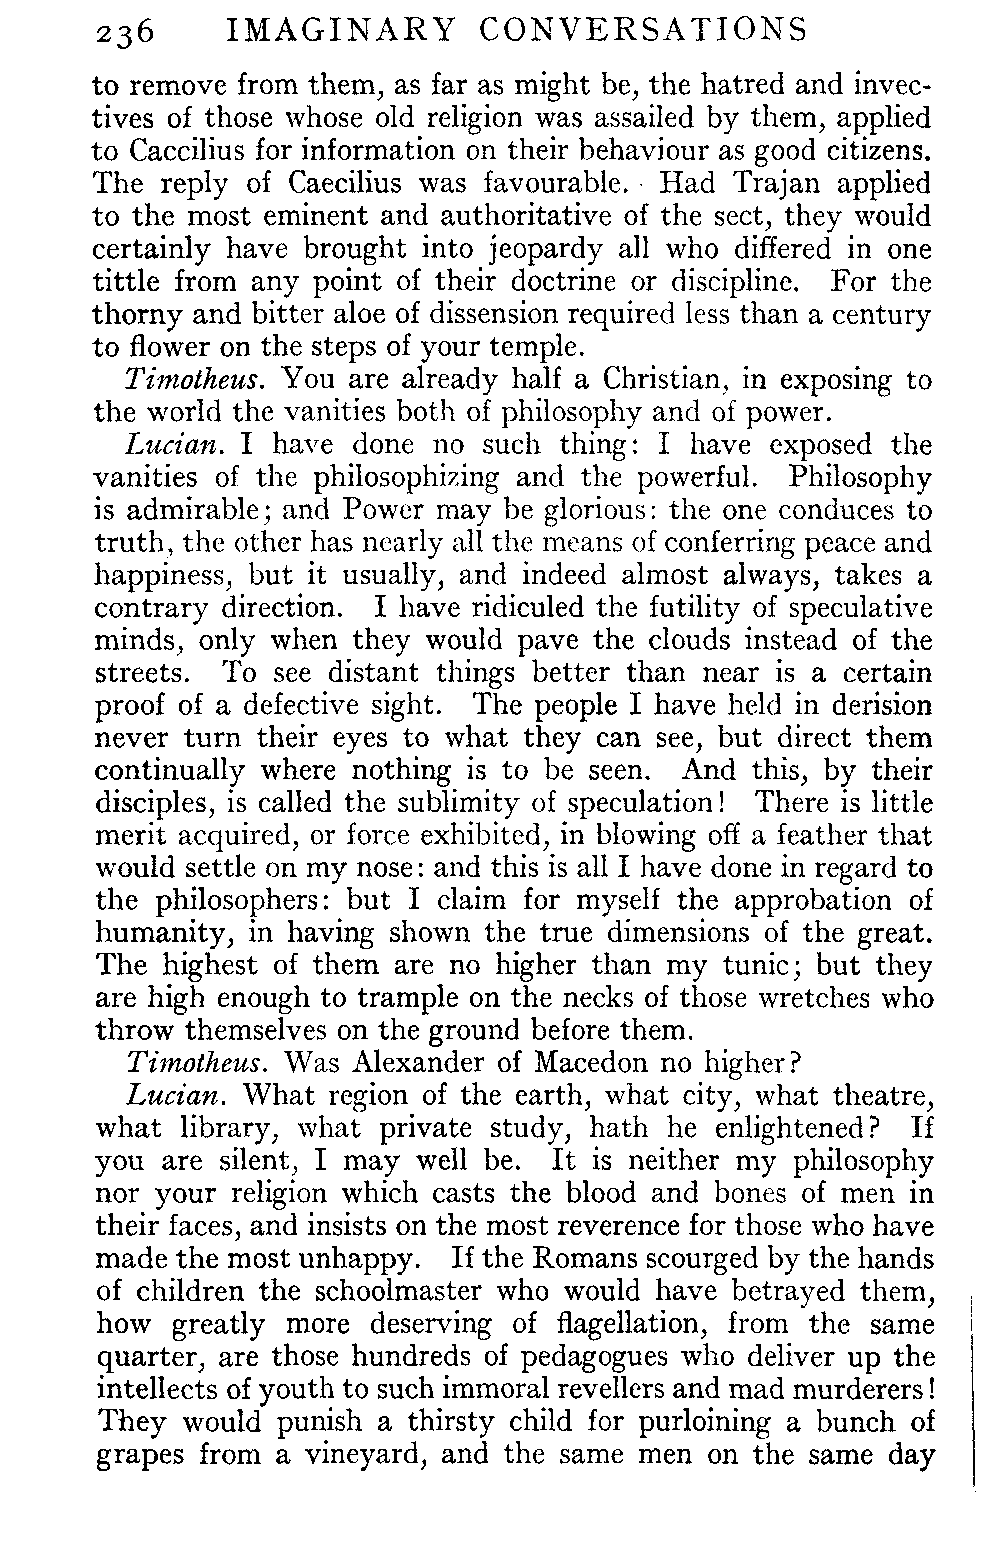 236 IMAGINARY CONVERSATIONS
to remove from them, as far as might be, the hatred and invec-
tives of those whose old religion was assailed by them, applied
to Caccilius for information on their behaviour as good citizens.
The reply of Caecilius was favourable. Had Trajan applied
to the most eminent and authoritative of the sect, they would
certainly have brought into jeopardy all who differed in one
tittle from any point of their doctrine or discipline. For the
thorny and bitter aloe of dissension required less than a century
to flower on the steps of your temple.
Timotheus. You are already half a Christian, in exposing to
the world the vanities both of philosophy and of power.
Lucian. I have done no such thing: I have exposed the
vanities of the philosophizing and the powerful. Philosophy
is admirable; and Power may be glorious: the one conduces to
truth, the other has nearly all the means of conferring peace and
happiness, but it usually, and indeed almost always, takes a
contrary direction. I have ridiculed the futility of speculative
minds, only when they would pave the clouds instead of the
streets. To see distant things better than near is a certain
proof of a defective sight. The people I have held in derision
never turn their eyes to what they can see, but direct them
continually where nothing is to be seen. And this, by their
disciples, is called the sublimity of speculation! There is little
merit acquired, or force exhibited, in blowing off a feather that
would settle on my nose: and this is all I have done in regard to
the philosophers: but I claim for myself the approbation of
humanity, in having shown the true dimensions of the great.
The highest of them are no higher than my tunic; but they
are high enough to trample on the necks of those wretches who
throw themselves on the ground before them.
Timotheus. Was Alexander of Macedon no higher?
Lucian. What region of the earth, what city, what theatre,
what library, what private study, hath he enlightened? If
you are silent, I may well be. It is neither my philosophy
nor your religion which casts the blood and bones of men in
their faces, and insists on the most reverence for those who have
made the most unhappy. If the Romans scourged by the hands
of children the schoolmaster who would have betrayed them,
how greatly more deserving of flagellation, from the same
quarter, are those hundreds of pedagogues who deliver up the
intellects of youth to such immoral revellers and mad murderers!
They would punish a thirsty child for purloining a bunch of
grapes from a vineyard, and the same men on the same day